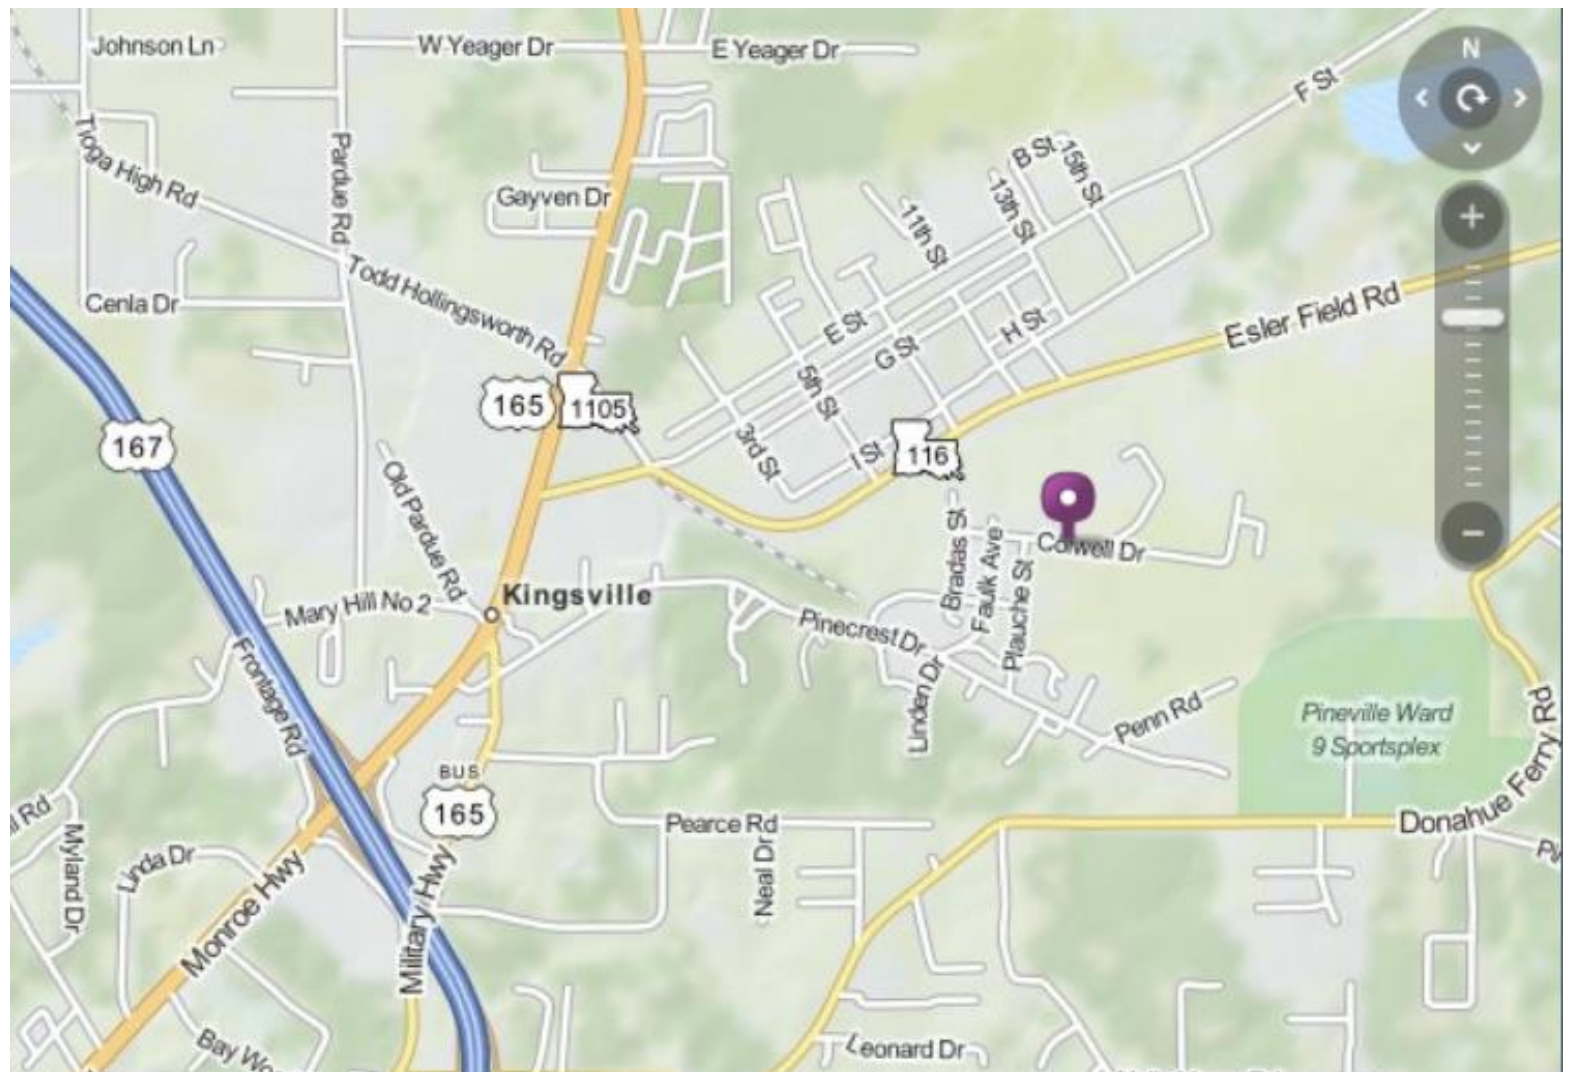 Johnson Ln
W Yeager Dr
E Yeager Dr
N
F St
Tioga High Rd
Pardue Rd
B St
15th St
13th St
11th St
Gayven Dr
Todd Hollingsworth Rd
Cenla Dr
E St
G St
H St
Esler Field Rd
165
1105
5th St
3rd St
I St
116
167
Old Pardue Rd
Bradas St
Faulk Ave
Plauche St
Colwell Dr
Kingsville
Mary Hill No 2
Pinecrest Dr
Linden Dr
Frontage Rd
Penn Rd
Pineville Ward
9 Sportsplex
Donahue Ferry Rd
BUS
165
Pearce Rd
Neal Dr
Myland Dr
Linda Dr
Monroe Hwy
Military Hwy
Leonard Dr
Bay